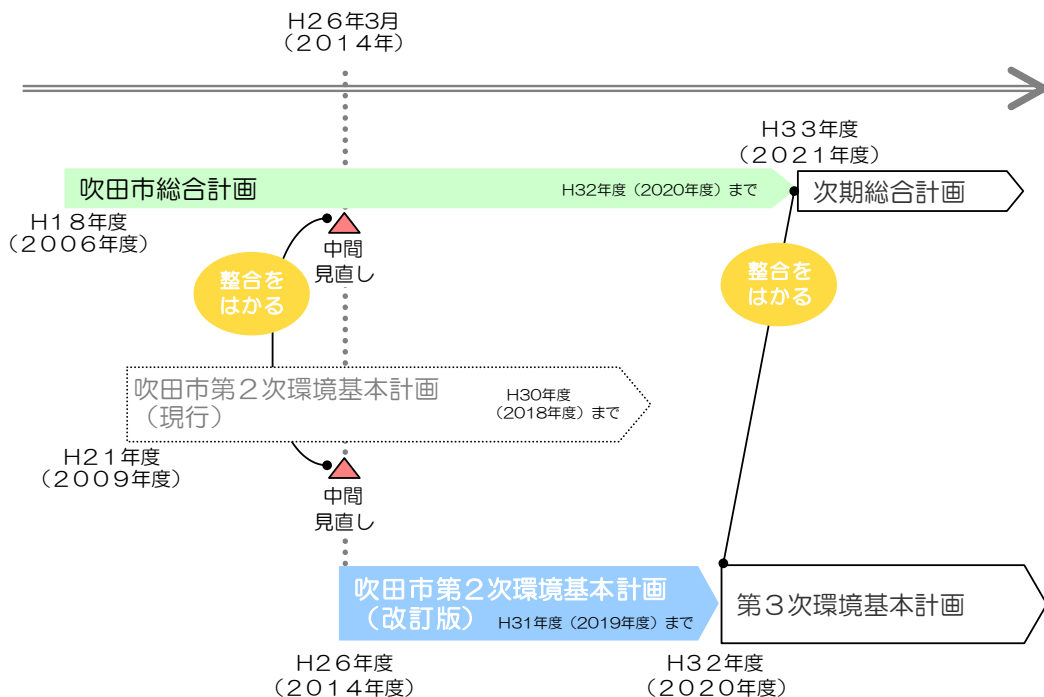 H26年3月
（2014年）
H33年度
（2021年度）
吹田市総合計画
H32年度（2020年度）まで
次期総合計画
H18年度
（2006年度）
中間
見直し
整合を
はかる
整合を
はかる
吹田市第２次環境基本計画
（現行）
H30年度
（2018年度）まで
H21年度
（2009年度）
中間
見直し
吹田市第２次環境基本計画
（改訂版）
H31年度（2019年度）まで
第３次環境基本計画
H26年度
（2014年度）
H32年度
（2020年度）